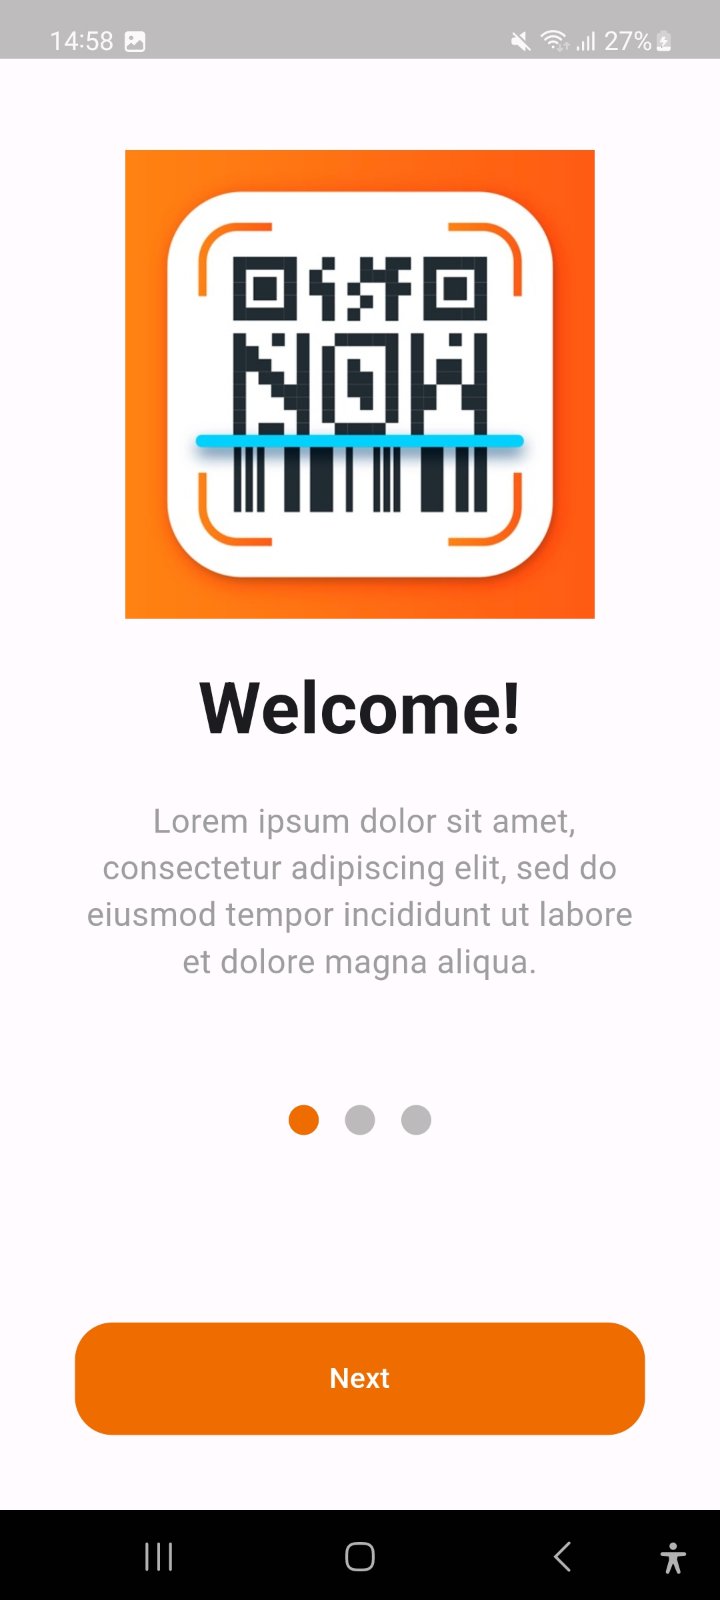 14:58
27%
NOW
Welcome!
Lorem ipsum dolor sit amet,
consectetur adipiscing elit, sed do
eiusmod tempor incididunt ut labore
et dolore magna aliqua.
Next